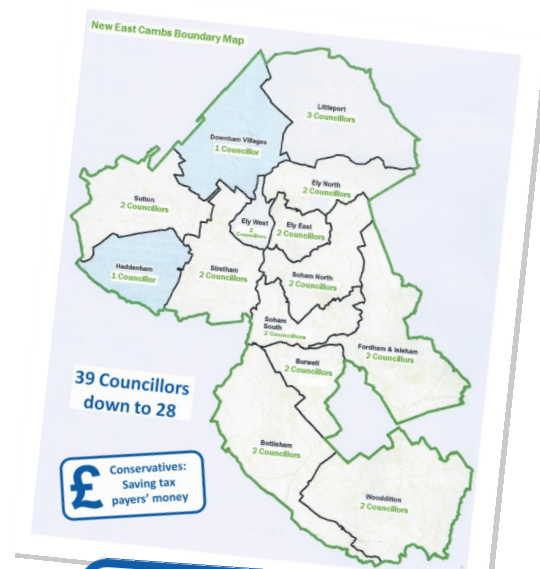 New East Cambs Boundary Map
Littleport
3 Councillors
Downham Villages
1 Councillor
Ely North
2 Councillors
Sutton
2 Councillors
Ely West
2
Councillors
Ely East
2 Councillors
Haddenham
1 Councillor
Stretham
2 Councillors
Soham North
2 Councillors
Soham
South
2 Councillors
Fordham & Isleham
2 Councillors
Burwell
2 Councillors
39 Councillors
down to 28
Bottisham
2 Councillors
£
Conservatives:
Saving tax
payers' money
Woodditton
2 Councillors